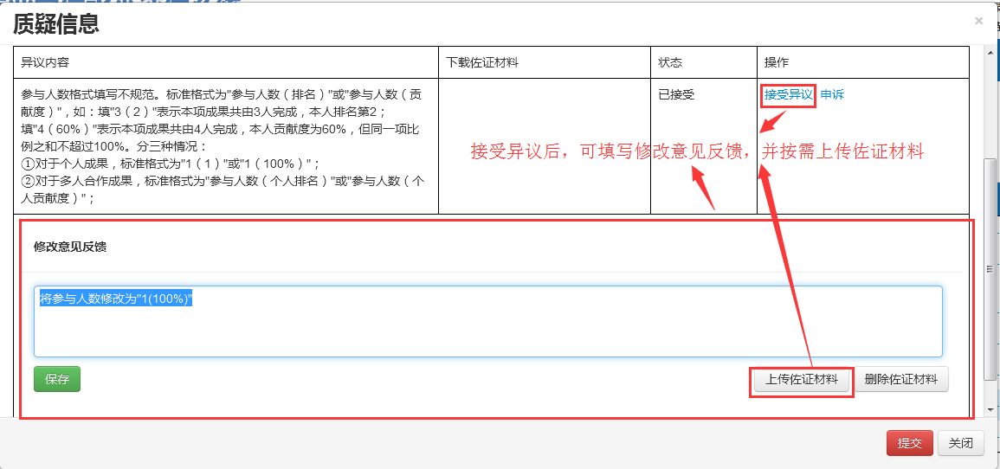 质疑信息
×
异议内容 下载佐证材料 状态 操作
参与人数格式填写不规范。标准格式为"参与人数（排名）"或"参与人数（贡 已接受 接受异议 申诉
献度）"，如：填"3（2）"表示本项成果共由3人完成，本人排名第2；
填"4（60%）"表示本项成果共由4人完成，本人贡献度为60%，但同一项比
例之和不超过100%。分三种情况：
①对于个人成果，标准格式为"1（1）"或"1（100%）"；
②对于多人合作成果，标准格式为"参与人数（个人排名）"或"参与人数（个
人贡献度）"；
接受异议后，可填写修改意见反馈，并按需上传佐证材料
修改意见反馈
将参与人数修改为"1(100%)"
保存 上传佐证材料 删除佐证材料
提交 关闭